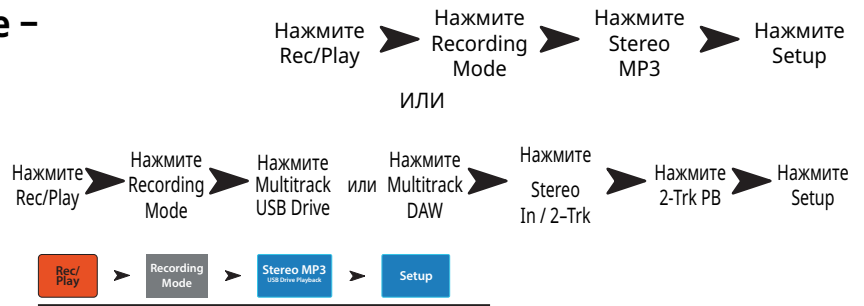 е –
Нажмите
Rec/Play
Нажмите
Recording
Mode
Нажмите
Stereo
MP3
Нажмите
Setup
ИЛИ
Нажмите
Rec/Play
Нажмите
Recording
Mode
Нажмите
Multitrack
USB Drive
или
Нажмите
Multitrack
DAW
Нажмите
Stereo
In / 2–Trk
Нажмите
2-Trk PB
Нажмите
Setup
Rec/
Play
Recording
Mode
Stereo MP3
USB Drive Playback
Setup